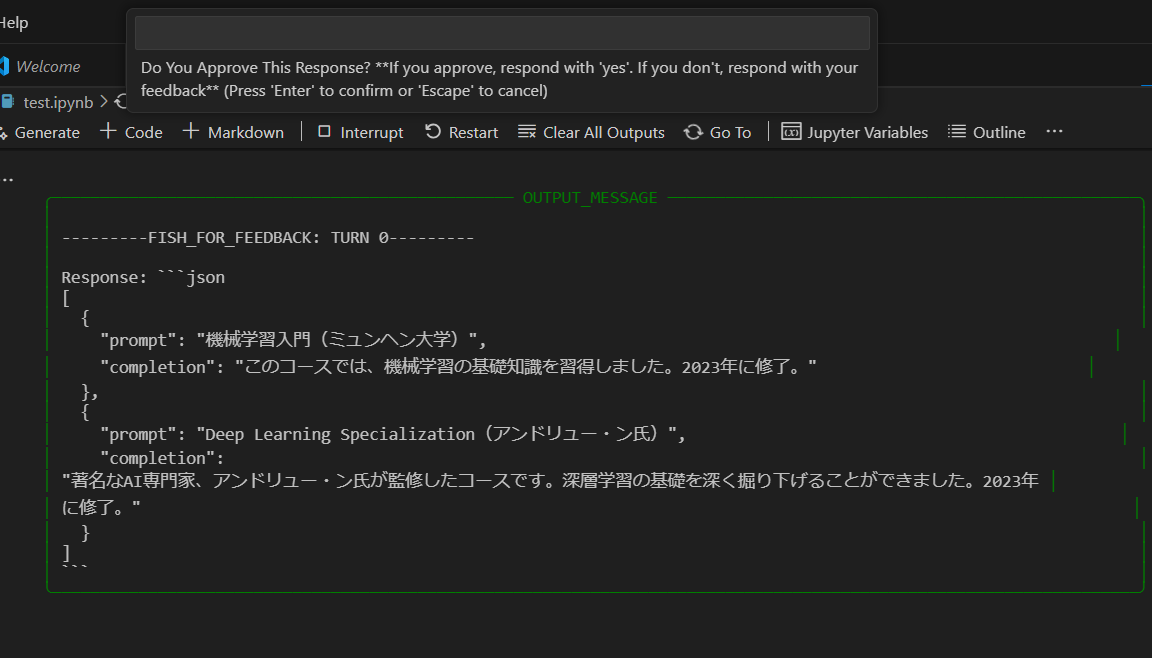 Help
Do You Approve This Response? **If you approve, respond with 'yes'. If you don't, respond with your
feedback** (Press 'Enter' to confirm or 'Escape' to cancel)
Welcome
test.ipynb
Generate + Code + Markdown Interrupt Restart Clear All Outputs Go To Jupyter Variables Outline ...
OUTPUT_MESSAGE
---------FISH_FOR_FEEDBACK: TURN 0---------
Response: ```json
[
{
"prompt": "機械学習入門（ミュンヘン大学）",
"completion": "このコースでは、機械学習の基礎知識を習得しました。2023年に修了。"
},
{
"prompt": "Deep Learning Specialization（アンドリュー・ン氏）",
"completion":
"著名なAI専門家、アンドリュー・ン氏が監修したコースです。深層学習の基礎を深く掘り下げることができました。2023年
に修了。"
}
]
```